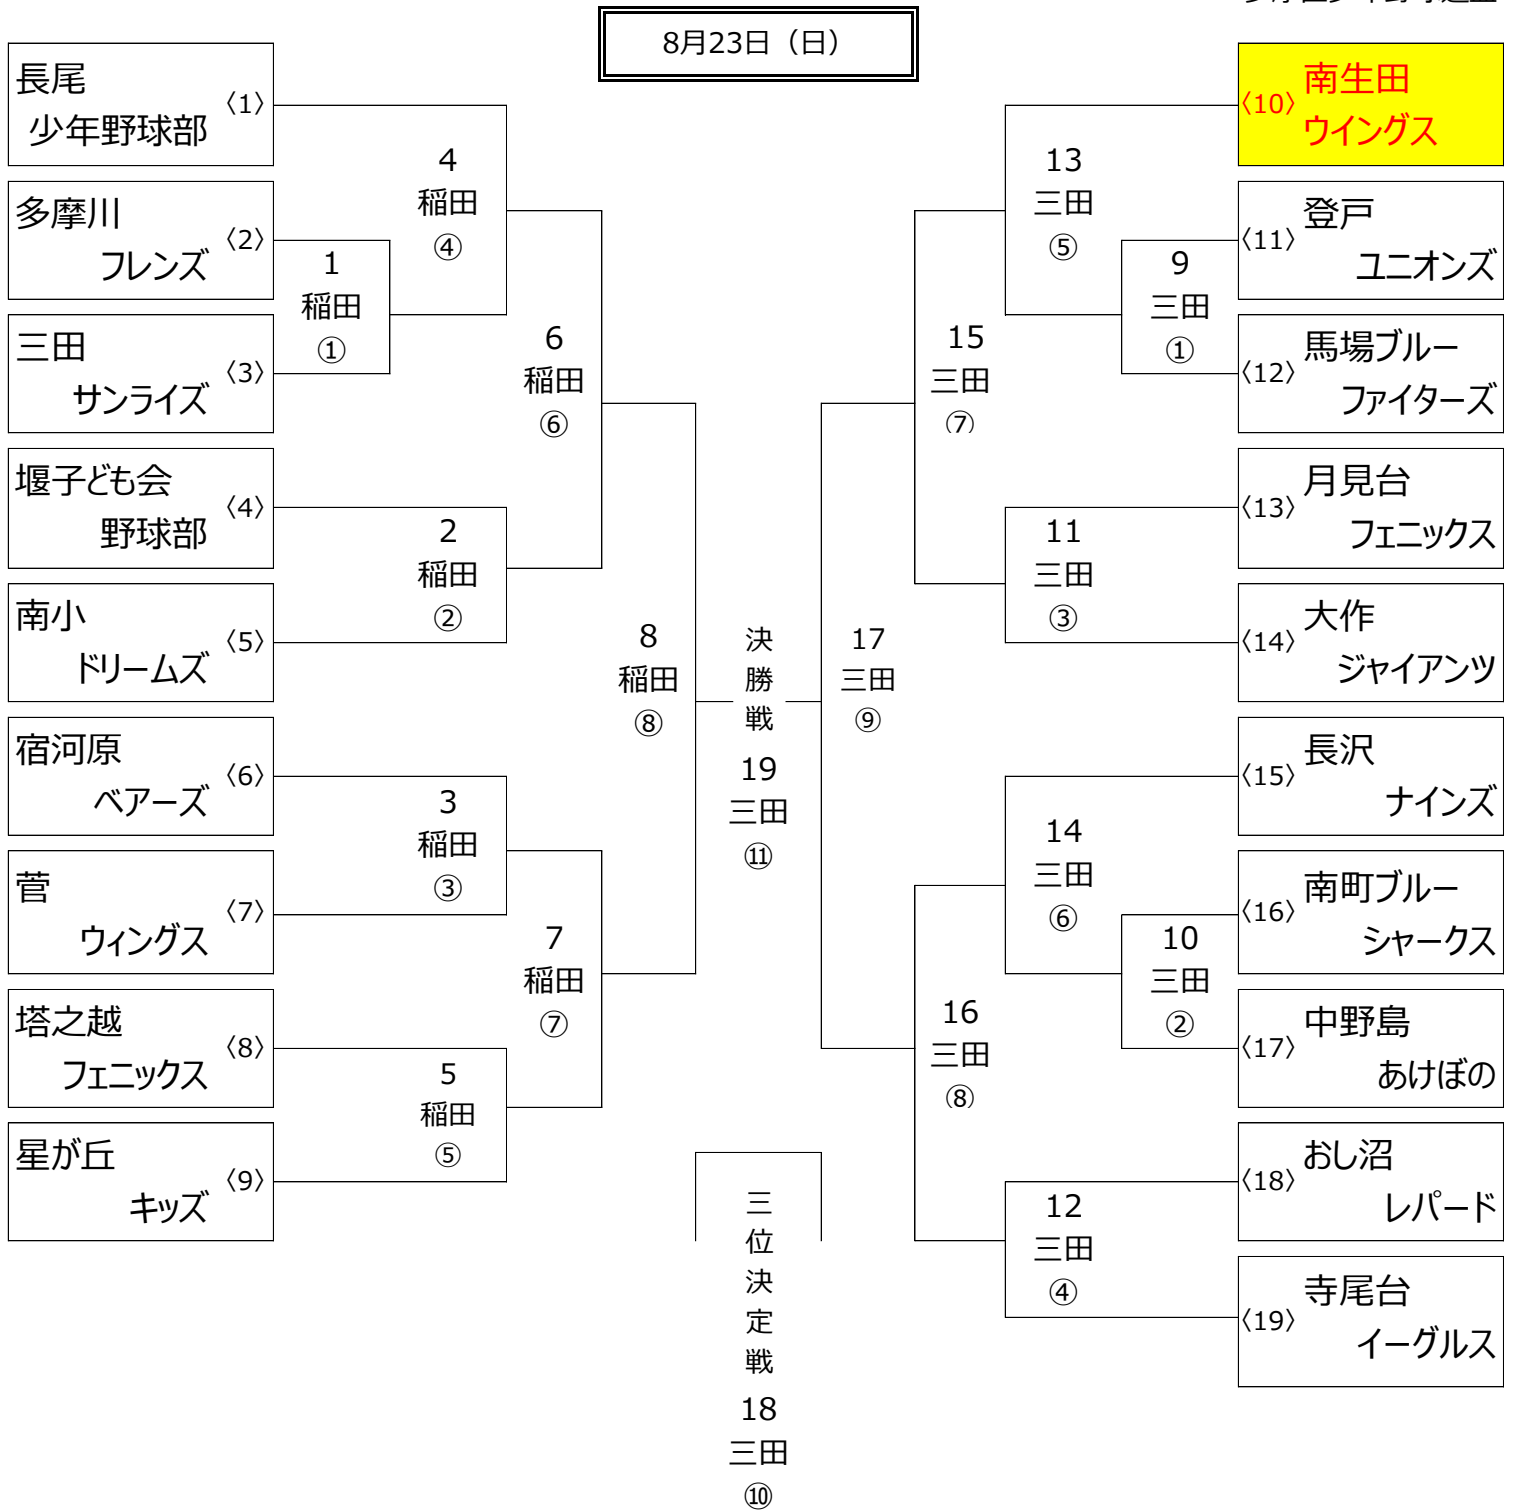 8月23日（日）
長尾
少年野球部
〈1〉
多摩川
フレンズ
〈2〉
三田
サンライズ
〈3〉
堰子ども会
野球部
〈4〉
南小
ドリームズ
〈5〉
宿河原
ベアーズ
〈6〉
菅
ウィングス
〈7〉
塔之越
フェニックス
〈8〉
星が丘
キッズ
〈9〉
1
稲田
①
4
稲田
④
2
稲田
②
3
稲田
③
5
稲田
⑤
6
稲田
⑥
7
稲田
⑦
8
稲田
⑧
決
勝
戦
19
三田
⑪
三
位
決
定
戦
18
三田
⑩
17
三田
⑨
15
三田
⑦
16
三田
⑧
13
三田
⑤
11
三田
③
14
三田
⑥
12
三田
④
9
三田
①
10
三田
②
〈10〉
南生田
ウイングス
〈11〉
登戸
ユニオンズ
〈12〉
馬場ブルー
ファイターズ
〈13〉
月見台
フェニックス
〈14〉
大作
ジャイアンツ
〈15〉
長沢
ナインズ
〈16〉
南町ブルー
シャークス
〈17〉
中野島
あけぼの
〈18〉
おし沼
レパード
〈19〉
寺尾台
イーグルス